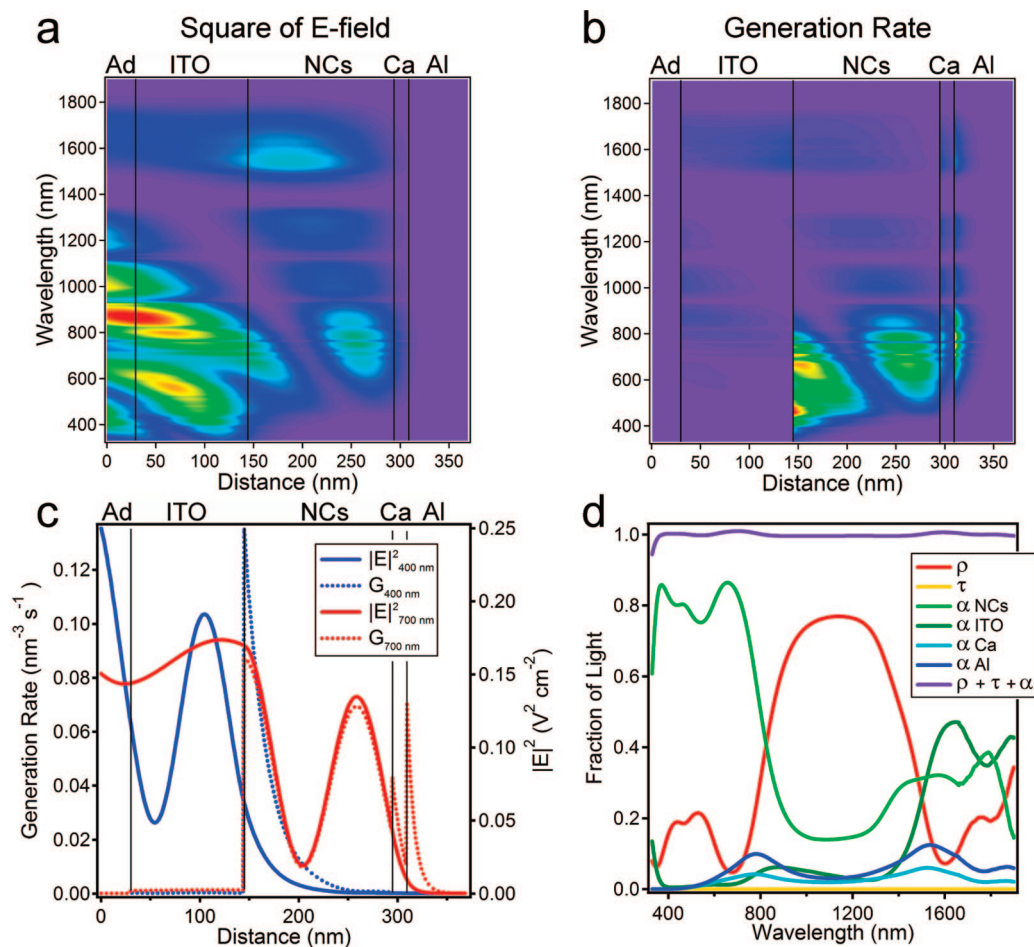 a Square of E-field
Ad ITO NCs Ca Al
1800
1600
1400
1200
1000
800
600
400
Wavelength (nm)
0 50 100 150 200 250 300 350
Distance (nm)
b Generation Rate
Ad ITO NCs Ca Al
1800
1600
1400
1200
1000
800
600
400
Wavelength (nm)
0 50 100 150 200 250 300 350
Distance (nm)
c Ad ITO NCs Ca Al
0.12
0.10
0.08
0.06
0.04
0.02
0.00
Generation Rate (nm⁻³ s⁻¹)
|E|² 400 nm
G 400 nm
|E|² 700 nm
G 700 nm
0.25
0.20
0.15
0.10
0.05
0.00
|E|² (V² cm⁻²)
0 100 200 300
Distance (nm)
d
1.0
0.8
0.6
0.4
0.2
0.0
Fraction of Light
ρ
τ
α NCs
α ITO
α Ca
α Al
ρ + τ + α
400 800 1200 1600
Wavelength (nm)